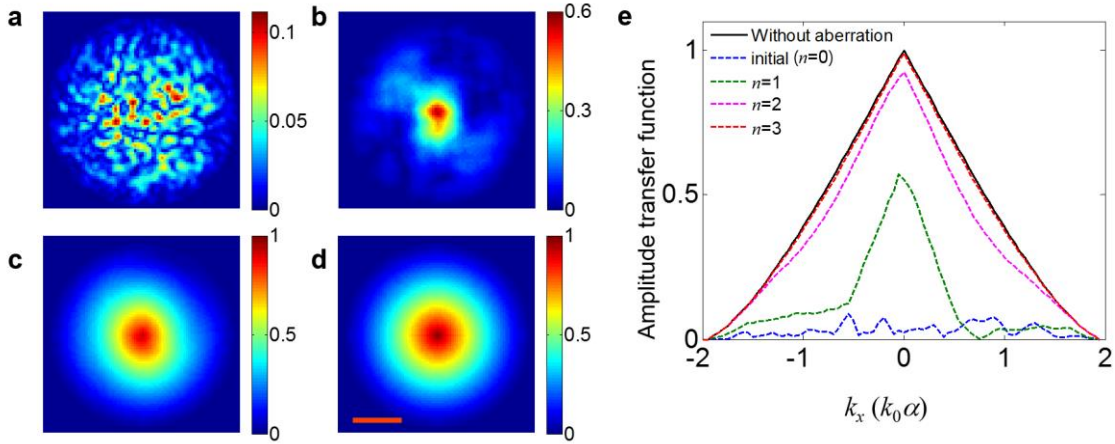 a
0.1
0.05
0
b
0.6
0.3
0
c
1
0.5
0
d
1
0.5
0
e
Without aberration
initial (n=0)
n=1
n=2
n=3
Amplitude transfer function
1
0.5
0
-2
-1
0
1
2
kₓ (k₀α)